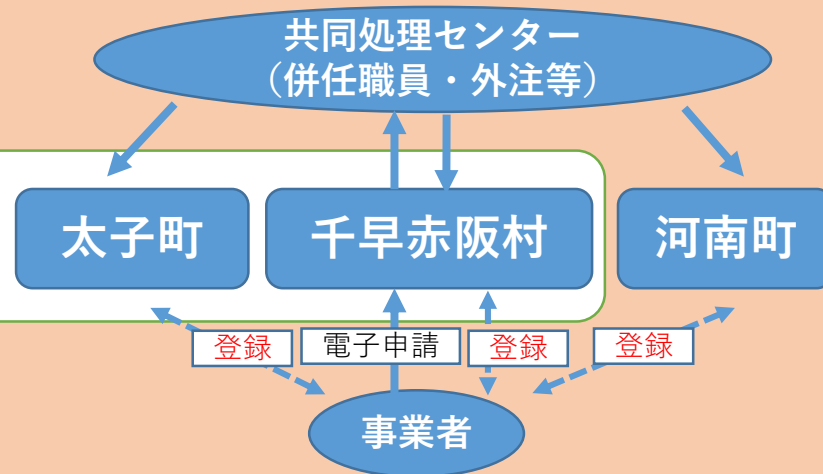 共同処理センター
（併任職員・外注等）
太子町
千早赤阪村
河南町
登録
電子申請
登録
登録
事業者